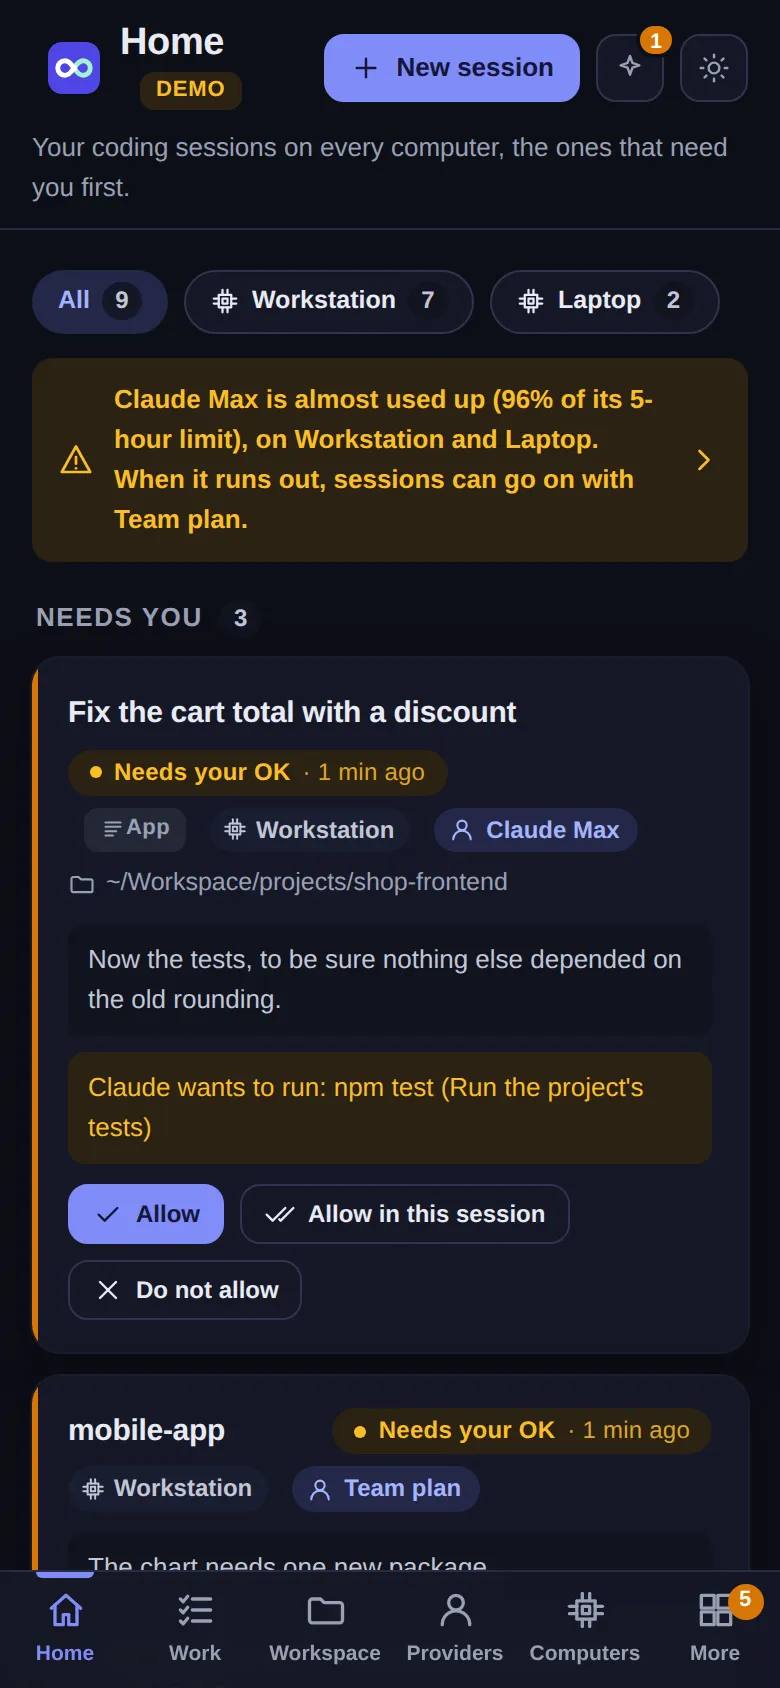 Home
DEMO
New session
1
Your coding sessions on every computer, the ones that need
you first.
All 9
Workstation 7
Laptop 2
Claude Max is almost used up (96% of its 5-
hour limit), on Workstation and Laptop.
When it runs out, sessions can go on with
Team plan.
NEEDS YOU 3
Fix the cart total with a discount
Needs your OK · 1 min ago
App Workstation Claude Max
~/Workspace/projects/shop-frontend
Now the tests, to be sure nothing else depended on
the old rounding.
Claude wants to run: npm test (Run the project's
tests)
Allow
Allow in this session
Do not allow
mobile-app
Needs your OK · 1 min ago
Workstation Team plan
The chart needs one new package
5
Home Work Workspace Providers Computers More